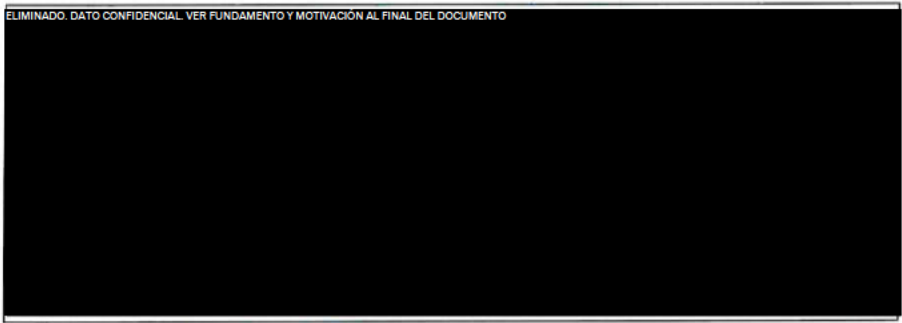 ELIMINADO. DATO CONFIDENCIAL. VER FUNDAMENTO Y MOTIVACIÓN AL FINAL DEL DOCUMENTO